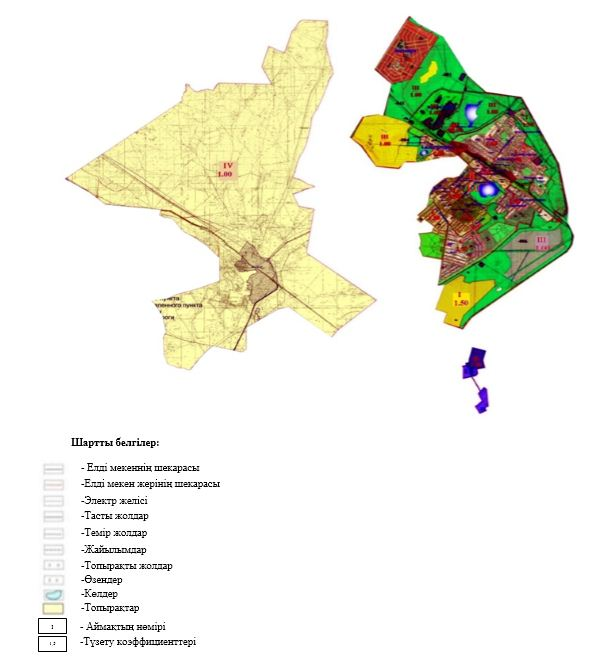 IV
1.00
III
1.00
III
1.00
III
1.00
III
I
1.50
ленного пункта
Шартты белгілер:
- Елді мекеннің шекарасы
-Елді мекен жерінің шекарасы
-Электр желісі
-Тасты жолдар
-Темір жолдар
-Жайылымдар
-Топырақты жолдар
-Өзендер
-Көлдер
-Топырақтар
- Аймақтың нөмірі
-Түзету коэффициенттері